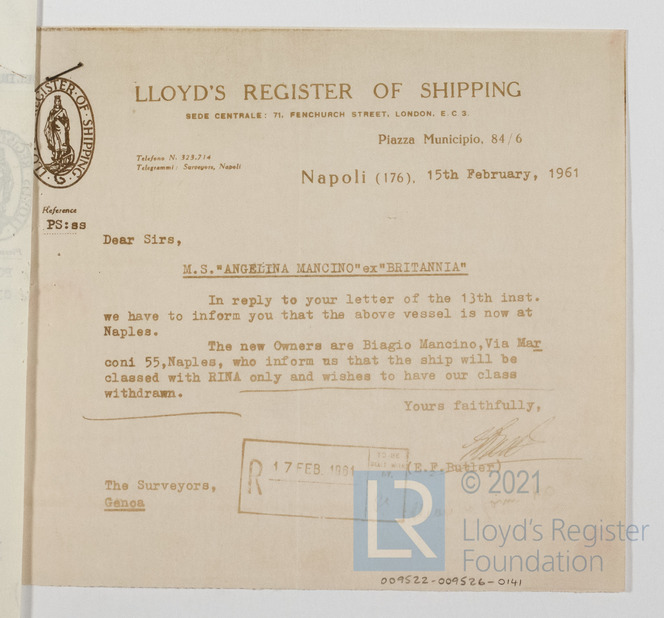 LLOYD'S REGISTER OF SHIPPING
SEDE CENTRALE: 71, FENCHURCH STREET, LONDON, E C 3.
Piazza Municipio, 84/6
Telefono N. 323.714
Telegrammi: Surveyors, Napoli
Napoli (176), 15th February, 1961
REGISTER OF SHIPPING
Reference
PS:ss
Dear Sirs,
M.S."ANGELINA MANCINO"ex"BRITANNIA"
In reply to your letter of the 13th inst.
we have to inform you that the above vessel is now at
Naples.
The new Owners are Biagio Mancino,Via Mar
coni 55,Naples, who inform us that the ship will be
classed with RINA only and wishes to have our class
withdrawn.
Yours faithfully,
(E.F.Butler)
R 17 FEB. 1961
The Surveyors,
Genoa
LR
© 2021
Lloyd's Register
Foundation
009522-009526-0141